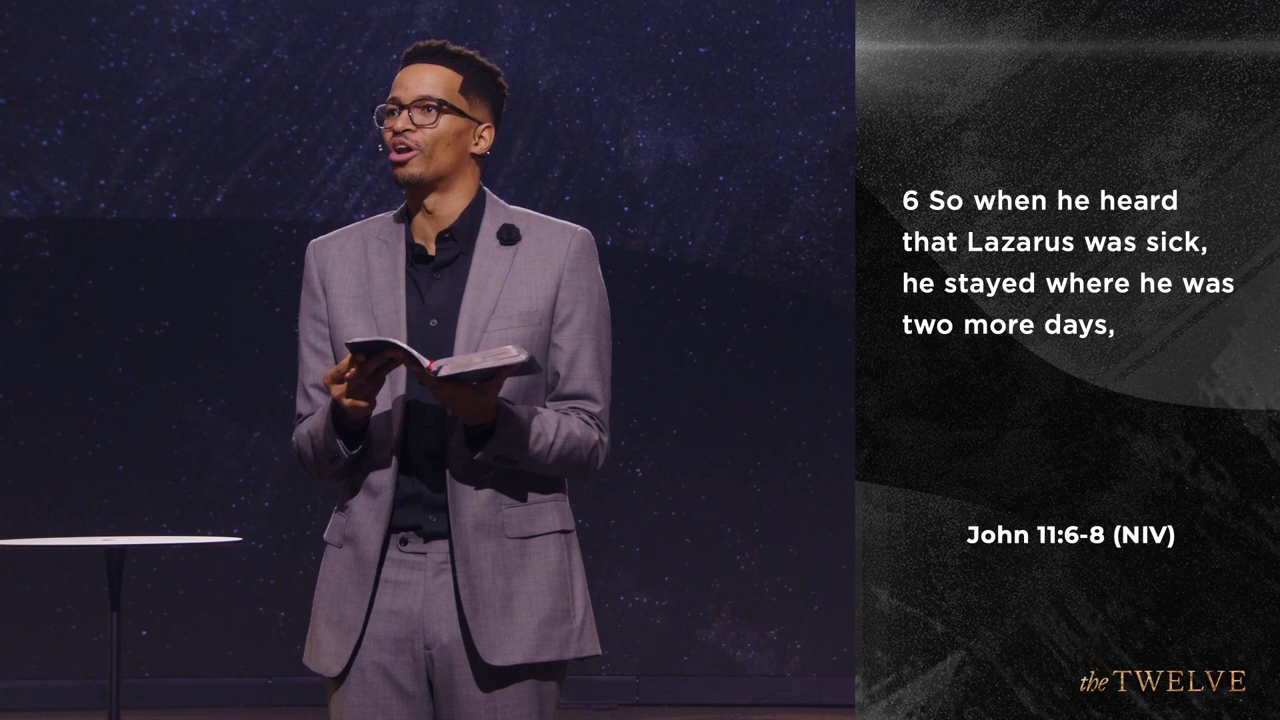 6 So when he heard
that Lazarus was sick,
he stayed where he was
two more days,
John 11:6-8 (NIV)
the TWELVE